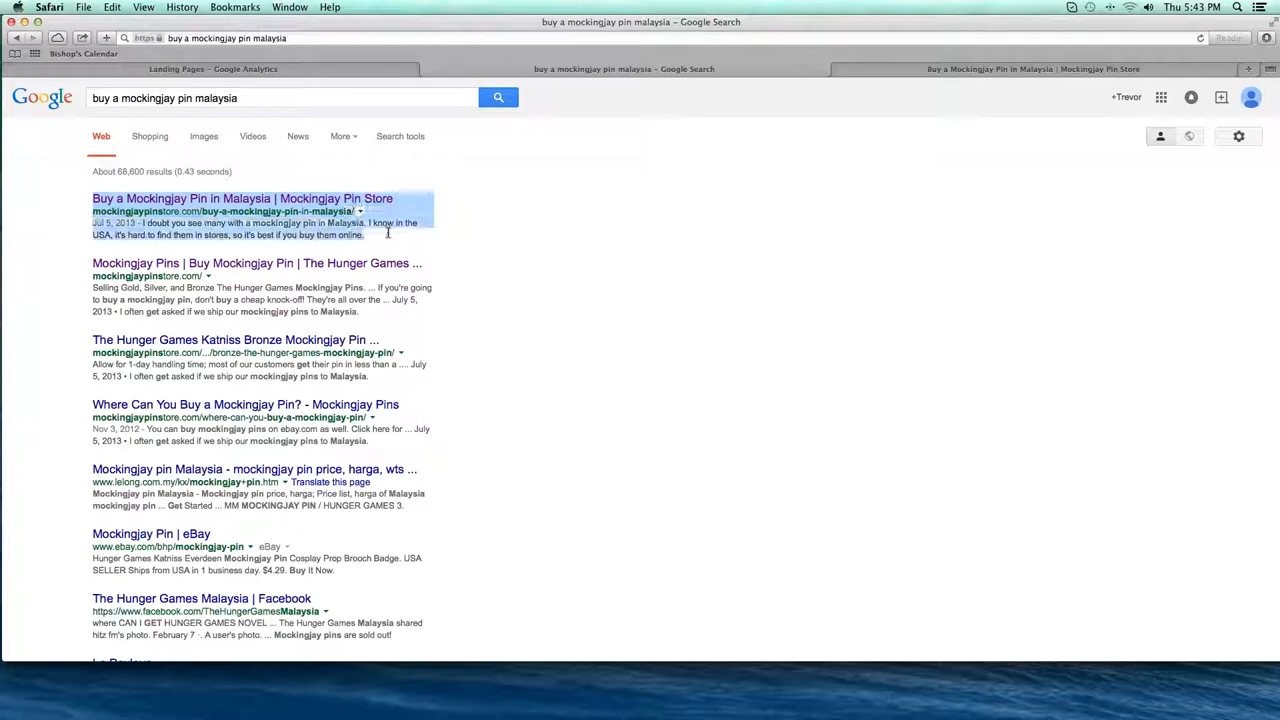 Safari File Edit View History Bookmarks Window Help Thu 5:43 PM
buy a mockingjay pin malaysia – Google Search
https buy a mockingjay pin malaysia Reader
Bishop's Calendar
Landing Pages – Google Analytics buy a mockingjay pin malaysia – Google Search Buy A Mockingjay Pin in Malaysia | Mockingjay Pin Store
Google buy a mockingjay pin malaysia +Trevor
Web Shopping Images Videos News More Search tools
About 68,600 results (0.43 seconds)
Buy a Mockingjay Pin in Malaysia | Mockingjay Pin Store
mockingjaypinstore.com/buy-a-mockingjay-pin-in-malaysia/
Jul 5, 2013 - I doubt you see many with a mockingjay pin in Malaysia. I know in the
USA, it's hard to find them in stores, so it's best if you buy them online.
Mockingjay Pins | Buy Mockingjay Pin | The Hunger Games ...
mockingjaypinstore.com/
Selling Gold, Silver, and Bronze The Hunger Games Mockingjay Pins. ... If you're going
to buy a mockingjay pin, don't buy a cheap knock-off! They're all over the ... July 5,
2013 • I often get asked if we ship our mockingjay pins to Malaysia.
The Hunger Games Katniss Bronze Mockingjay Pin ...
mockingjaypinstore.com/.../bronze-the-hunger-games-mockingjay-pin/
Allow for 1-day handling time; most of our customers get their pin in less than a .... July
5, 2013 • I often get asked if we ship our mockingjay pins to Malaysia.
Where Can You Buy a Mockingjay Pin? - Mockingjay Pins
mockingjaypinstore.com/where-can-you-buy-a-mockingjay-pin/
Nov 3, 2012 - You can buy mockingjay pins on ebay.com as well. Click here for ... July
5, 2013 • I often get asked if we ship our mockingjay pins to Malaysia.
Mockingjay pin Malaysia - mockingjay pin price, harga, wts ...
www.lelong.com.my/kx/mockingjay+pin.htm Translate this page
Mockingjay pin Malaysia - Mockingjay pin price, harga; Price list, harga of Malaysia
mockingjay pin ... Get Started ... MM MOCKINGJAY PIN / HUNGER GAMES 3.
Mockingjay Pin | eBay
www.ebay.com/bhp/mockingjay-pin eBay
Hunger Games Katniss Everdeen Mockingjay Pin Cosplay Prop Brooch Badge. USA
SELLER Ships from USA in 1 business day. $4.29. Buy It Now.
The Hunger Games Malaysia | Facebook
https://www.facebook.com/TheHungerGamesMalaysia
where CAN I GET HUNGER GAMES NOVEL ... The Hunger Games Malaysia shared
hitz fm's photo. February 7 ·. A user's photo. ... Mockingjay pins are sold out!